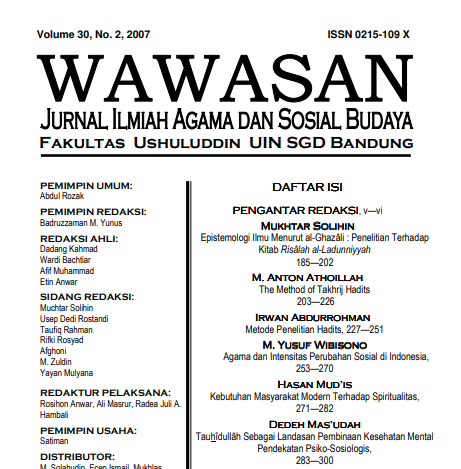 Volume 30, No. 2, 2007
ISSN 0215-109 X
WAWASAN
JURNAL ILMIAH AGAMA DAN SOSIAL BUDAYA
FAKULTAS USHULUDDIN UIN SGD BANDUNG
PEMIMPIN UMUM:
Abdul Rozak
PEMIMPIN REDAKSI:
Badruzzaman M. Yunus
REDAKSI AHLI:
Dadang Kahmad
Wardi Bachtiar
Afif Muhammad
Etin Anwar
SIDANG REDAKSI:
Muchtar Solihin
Usep Dedi Rostandi
Taufiq Rahman
Rifki Rosyad
Afghoni
M. Zuldin
Yayan Mulyana
REDAKTUR PELAKSANA:
Rosihon Anwar, Ali Masrur, Radea Juli A.
Hambali
PEMIMPIN USAHA:
Satiman
DISTRIBUTOR:
M. Solahudin, Ecep Ismail, Mukhlas
DAFTAR ISI
PENGANTAR REDAKSI, v—vi
MUKHTAR SOLIHIN
Epistemologi Ilmu Menurut al-Ghazâli : Penelitian Terhadap
Kitab Risâlah al-Ladunniyyah
185—202
M. ANTON ATHOILLAH
The Method of Takhrij Hadits
203—226
IRWAN ABDURROHMAN
Metode Penelitian Hadits, 227—251
M. YUSUF WIBISONO
Agama dan Intensitas Perubahan Sosial di Indonesia,
253—270
HASAN MUD'IS
Kebutuhan Masyarakat Modern Terhadap Spiritualitas,
271—282
DEDEH MAS'UDAH
Tauhîdullâh Sebagai Landasan Pembinaan Kesehatan Mental
Pendekatan Psiko-Sosiologis,
283—300